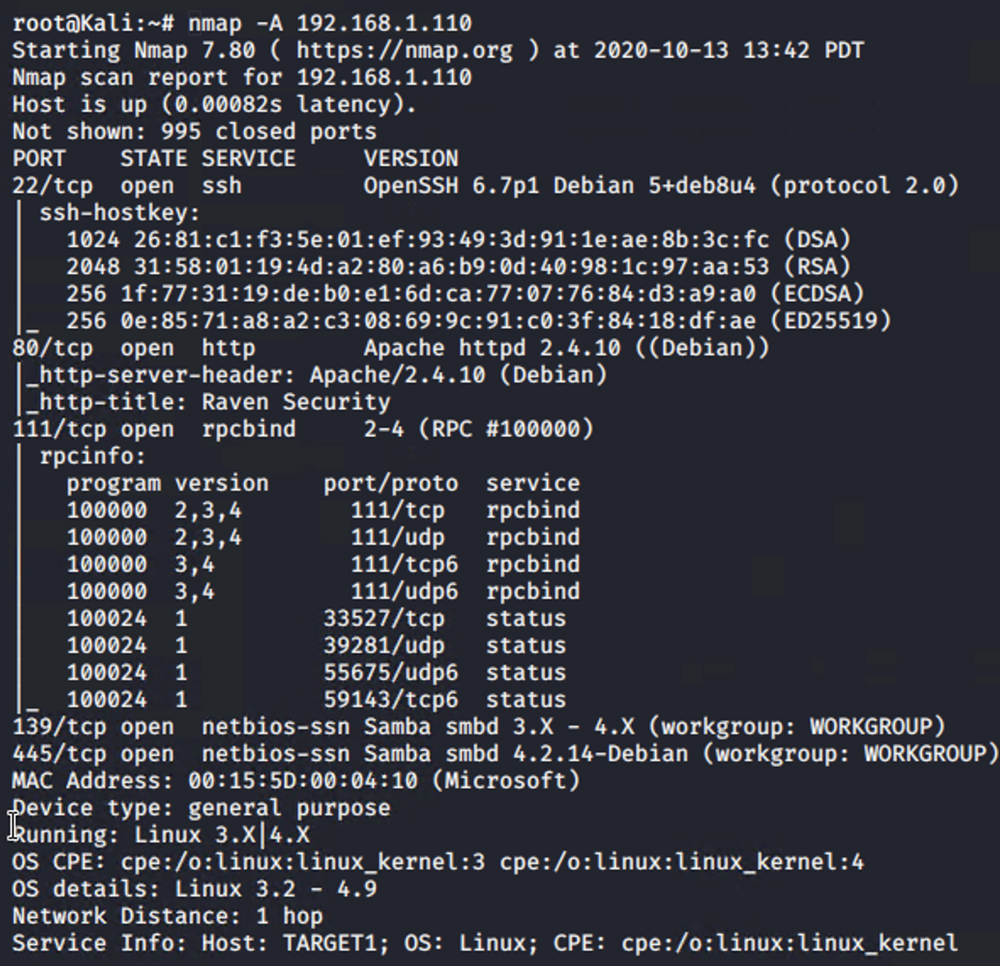 root@Kali:~# nmap -A 192.168.1.110
Starting Nmap 7.80 ( https://nmap.org ) at 2020-10-13 13:42 PDT
Nmap scan report for 192.168.1.110
Host is up (0.00082s latency).
Not shown: 995 closed ports
PORT    STATE SERVICE     VERSION
22/tcp  open  ssh         OpenSSH 6.7p1 Debian 5+deb8u4 (protocol 2.0)
| ssh-hostkey:
|   1024 26:81:c1:f3:5e:01:ef:93:49:3d:91:1e:ae:8b:3c:fc (DSA)
|   2048 31:58:01:19:4d:a2:80:a6:b9:0d:40:98:1c:97:aa:53 (RSA)
|   256 1f:77:31:19:de:b0:e1:6d:ca:77:07:76:84:d3:a9:a0 (ECDSA)
|_  256 0e:85:71:a8:a2:c3:08:69:9c:91:c0:3f:84:18:df:ae (ED25519)
80/tcp  open  http        Apache httpd 2.4.10 ((Debian))
|_http-server-header: Apache/2.4.10 (Debian)
|_http-title: Raven Security
111/tcp open  rpcbind     2-4 (RPC #100000)
| rpcinfo:
|   program version    port/proto  service
|   100000  2,3,4        111/tcp   rpcbind
|   100000  2,3,4        111/udp   rpcbind
|   100000  3,4          111/tcp6  rpcbind
|   100000  3,4          111/udp6  rpcbind
|   100024  1          33527/tcp   status
|   100024  1          39281/udp   status
|   100024  1          55675/udp6  status
|_  100024  1          59143/tcp6  status
139/tcp open  netbios-ssn Samba smbd 3.X - 4.X (workgroup: WORKGROUP)
445/tcp open  netbios-ssn Samba smbd 4.2.14-Debian (workgroup: WORKGROUP)
MAC Address: 00:15:5D:00:04:10 (Microsoft)
Device type: general purpose
Running: Linux 3.X|4.X
OS CPE: cpe:/o:linux:linux_kernel:3 cpe:/o:linux:linux_kernel:4
OS details: Linux 3.2 - 4.9
Network Distance: 1 hop
Service Info: Host: TARGET1; OS: Linux; CPE: cpe:/o:linux:linux_kernel